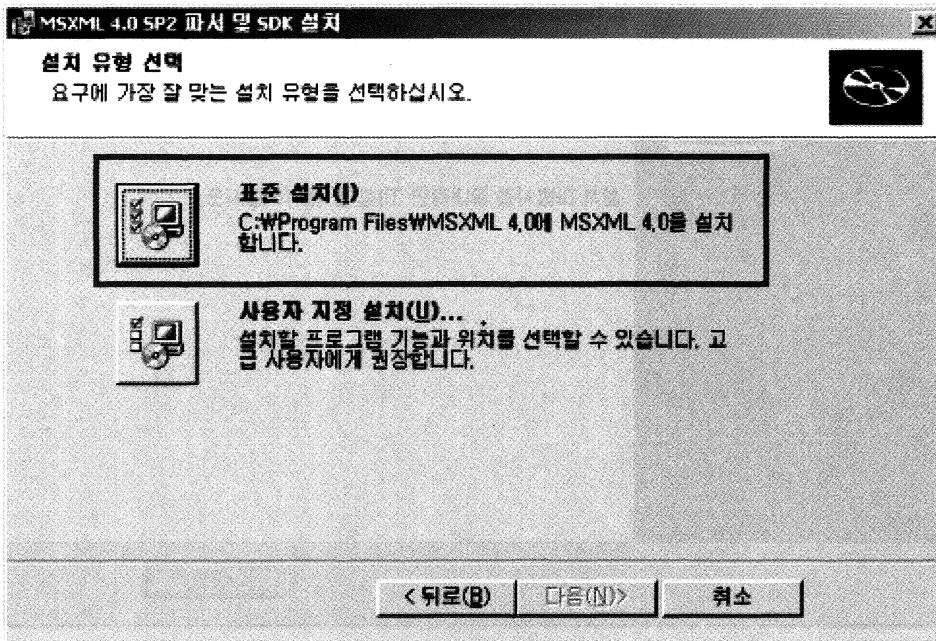 MSXML 4.0 SP2 파서 및 SDK 설치
설치 유형 선택
요구에 가장 잘 맞는 설치 유형을 선택하십시오.
표준 설치(I)
C:\Program Files\MSXML 4.0에 MSXML 4.0을 설치
합니다.
사용자 지정 설치(U)...
설치할 프로그램 기능과 위치를 선택할 수 있습니다. 고
급 사용자에게 권장합니다.
< 뒤로(B)
다음(N)>
취소